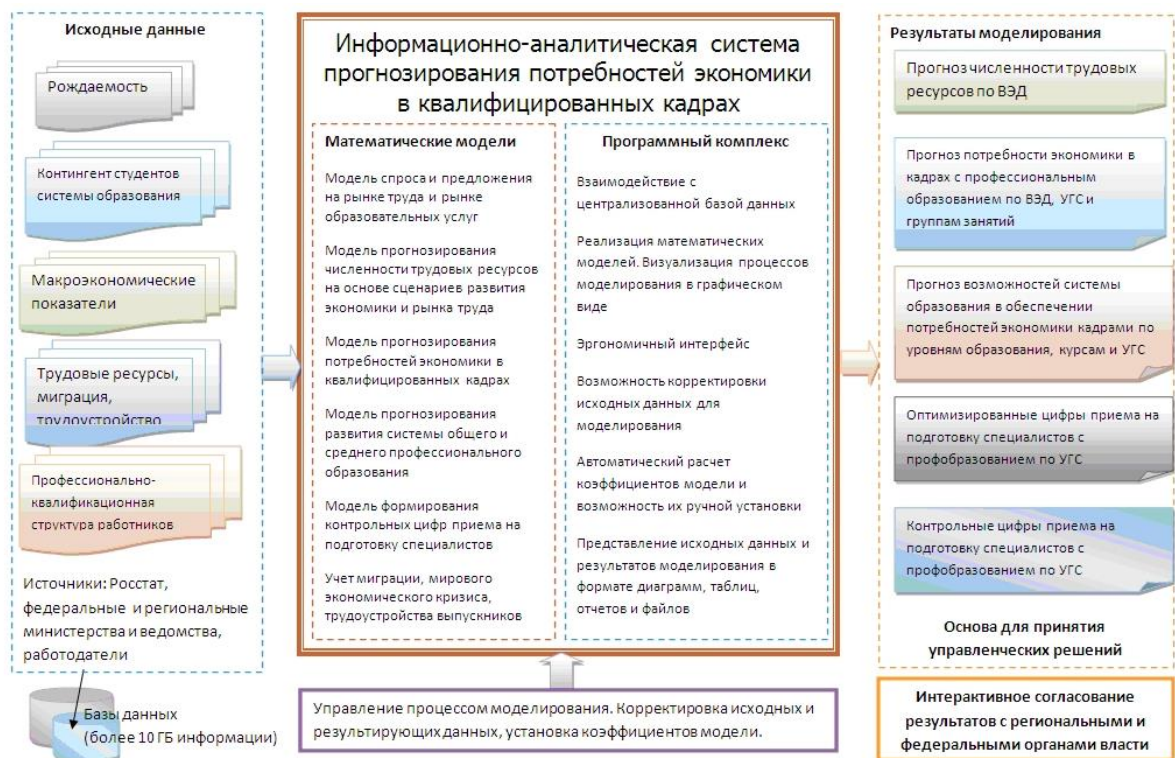 Исходные данные
Рождаемость
Контингент студентов
системы образования
Макроэкономические
показатели
Трудовые ресурсы,
миграция,
трудоустройство
Профессионально-
квалификационная
структура работников
Источники: Росстат,
федеральные и региональные
министерства и ведомства,
работодатели
Базы данных
(более 10 ГБ информации)
Информационно-аналитическая система
прогнозирования потребностей экономики
в квалифицированных кадрах
Математические модели
Модель спроса и предложения
на рынке труда и рынке
образовательных услуг
Модель прогнозирования
численности трудовых ресурсов
на основе сценариев развития
экономики и рынка труда
Модель прогнозирования
потребностей экономики в
квалифицированных кадрах
Модель прогнозирования
развития системы общего и
среднего профессионального
образования
Модель формирования
контрольных цифр приема на
подготовку специалистов
Учет миграции, мирового
экономического кризиса,
трудоустройства выпускников
Программный комплекс
Взаимодействие с
централизованной базой данных
Реализация математических
моделей. Визуализация процессов
моделирования в графическом
виде
Эргономичный интерфейс
Возможность корректировки
исходных данных для
моделирования
Автоматический расчет
коэффициентов модели и
возможность их ручной установки
Представление исходных данных и
результатов моделирования в
формате диаграмм, таблиц,
отчетов и файлов
Управление процессом моделирования. Корректировка исходных и
результирующих данных, установка коэффициентов модели.
Результаты моделирования
Прогноз численности трудовых
ресурсов по ВЭД
Прогноз потребности экономики в
кадрах с профессиональным
образованием по ВЭД, УГС и
группам занятий
Прогноз возможностей системы
образования в обеспечении
потребностей экономики кадрами по
уровням образования, курсам и УГС
Оптимизированные цифры приема на
подготовку специалистов с
профобразованием по УГС
Контрольные цифры приема на
подготовку специалистов с
профобразованием по УГС
Основа для принятия
управленческих решений
Интерактивное согласование
результатов с региональными и
федеральными органами власти